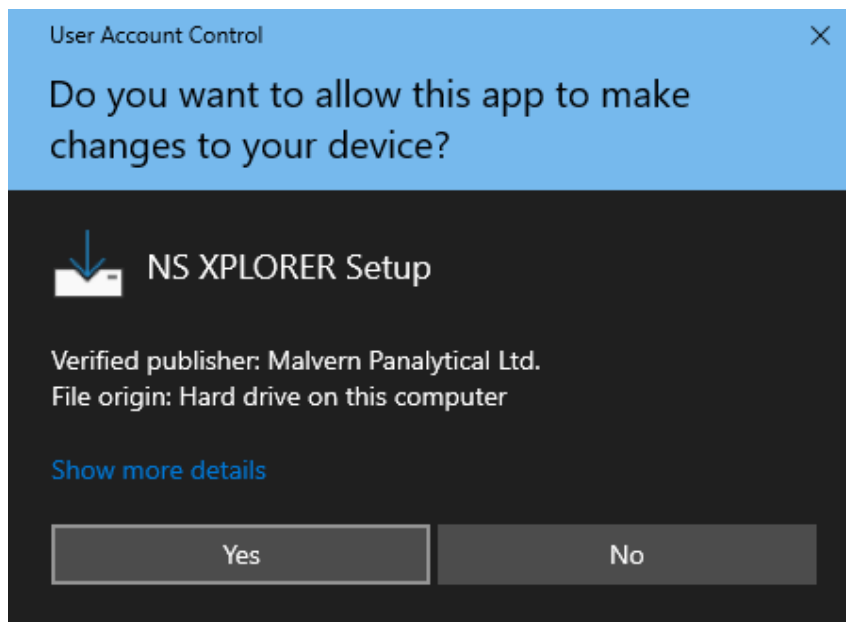 User Account Control
Do you want to allow this app to make
changes to your device?
NS XPLORER Setup
Verified publisher: Malvern Panalytical Ltd.
File origin: Hard drive on this computer
Show more details
Yes
No